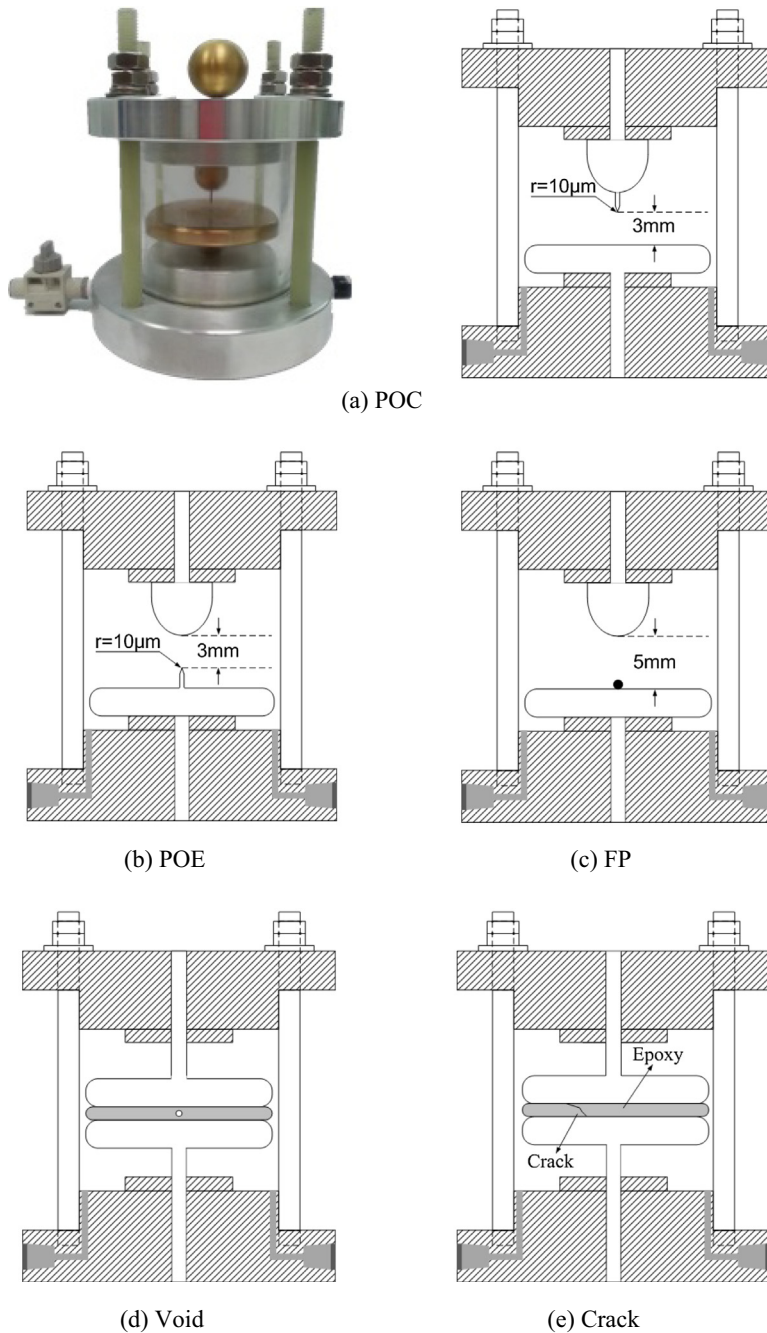 r=10μm
3mm
(a) POC
r=10μm
3mm
5mm
(b) POE
(c) FP
Epoxy
Crack
(d) Void
(e) Crack